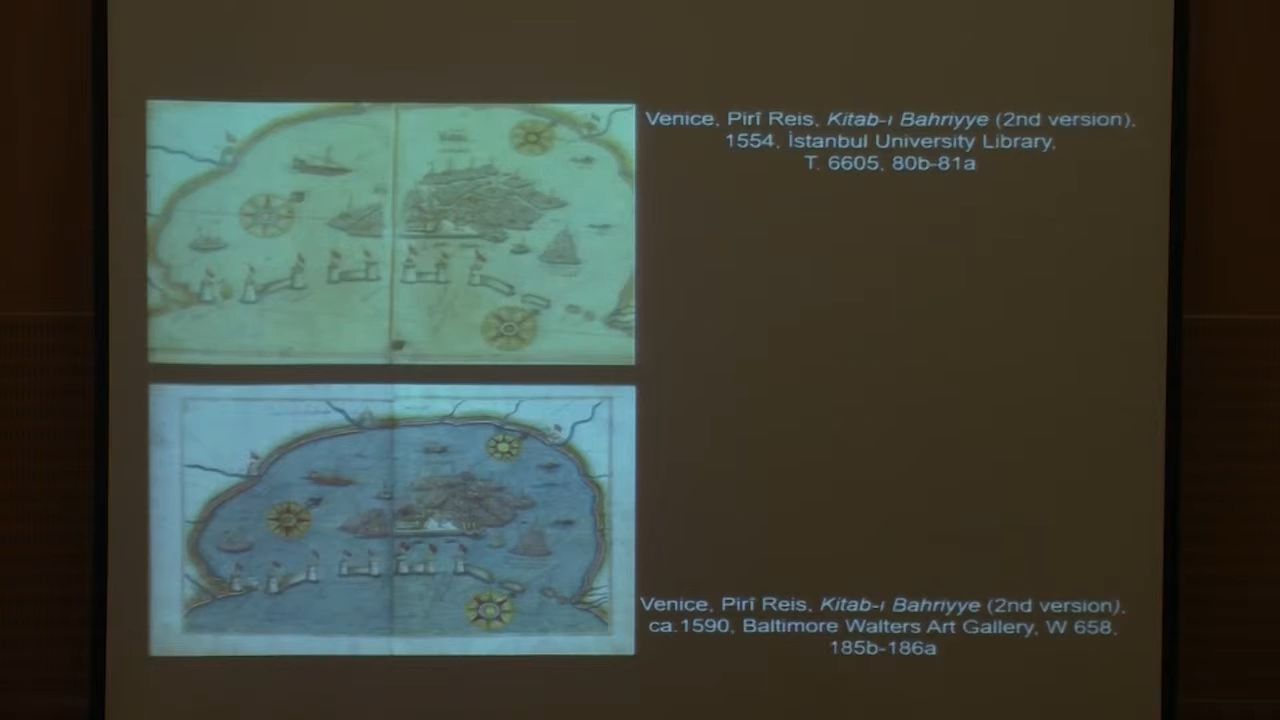 Venice, Pirî Reis, Kitab-ı Bahriyye (2nd version),
1554, İstanbul University Library,
T. 6605, 80b-81a
Venice, Pirî Reis, Kitab-ı Bahriyye (2nd version),
ca.1590, Baltimore Walters Art Gallery, W 658,
185b-186a